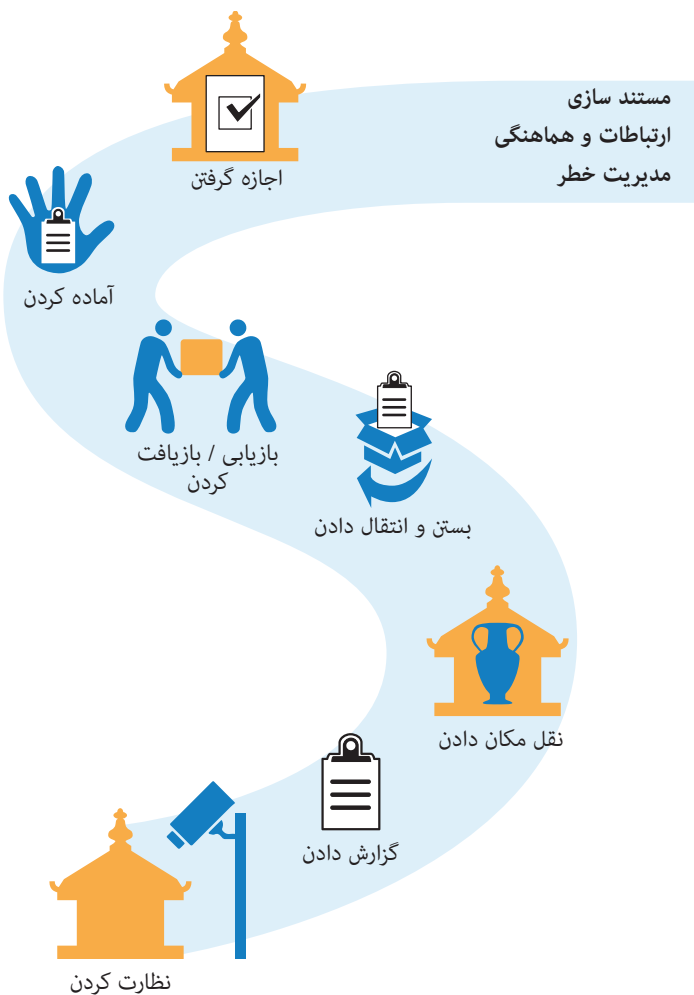 مستند سازی
ارتباطات و هماهنگی
مدیریت خطر
اجازه گرفتن
آماده کردن
بازیابی / بازیافت
کردن
بستن و انتقال دادن
نقل مکان دادن
گزارش دادن
نظارت کردن